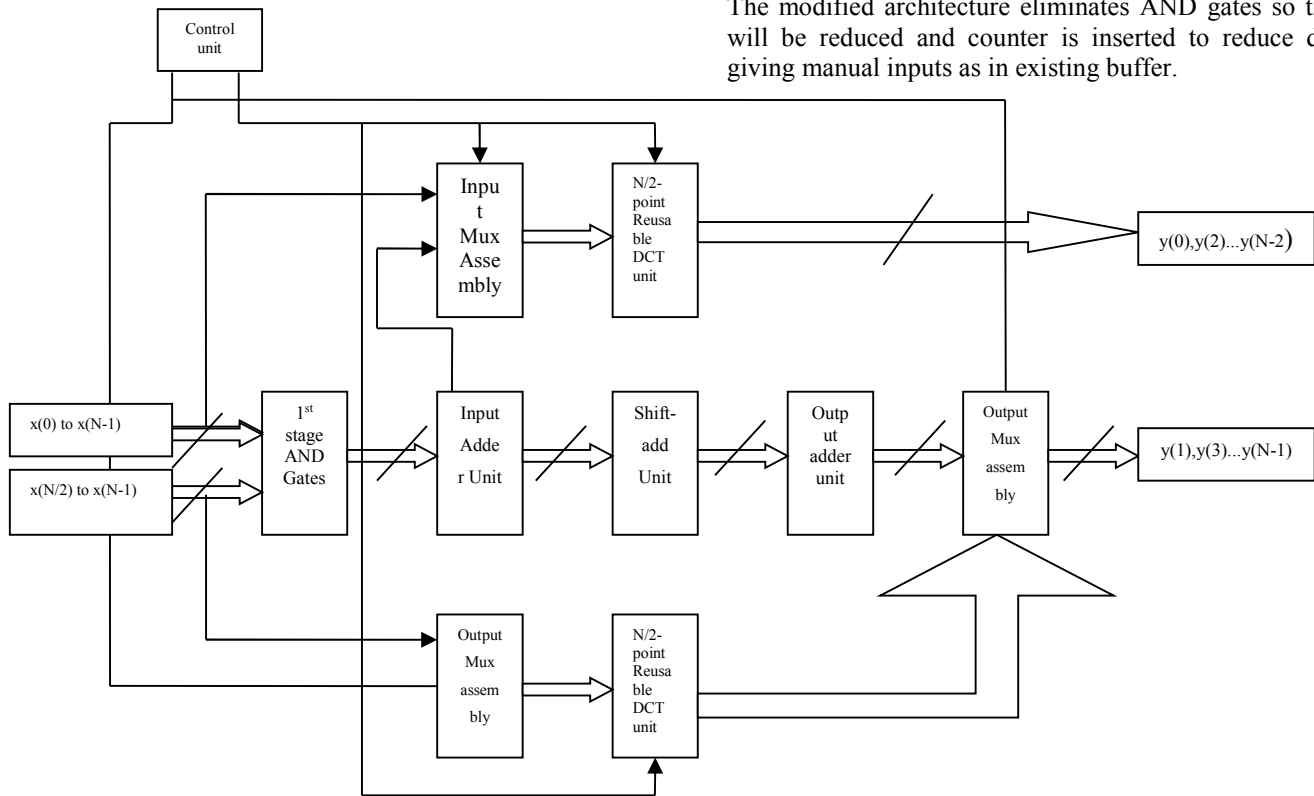 The modified architecture eliminates AND gates so
will be reduced and counter is inserted to reduce
giving manual inputs as in existing buffer.
Control
unit
Inpu
t
Mux
Asse
mbly
N/2-
point
Reusa
ble
DCT
unit
y(0),y(2)...y(N-2)
x(0) to x(N-1)
x(N/2) to x(N-1)
1st
stage
AND
Gates
Input
Adde
r Unit
Shift-
add
Unit
Outp
ut
adder
unit
Output
Mux
assem
bly
y(1),y(3)...y(N-1)
Output
Mux
assem
bly
N/2-
point
Reusa
ble
DCT
unit